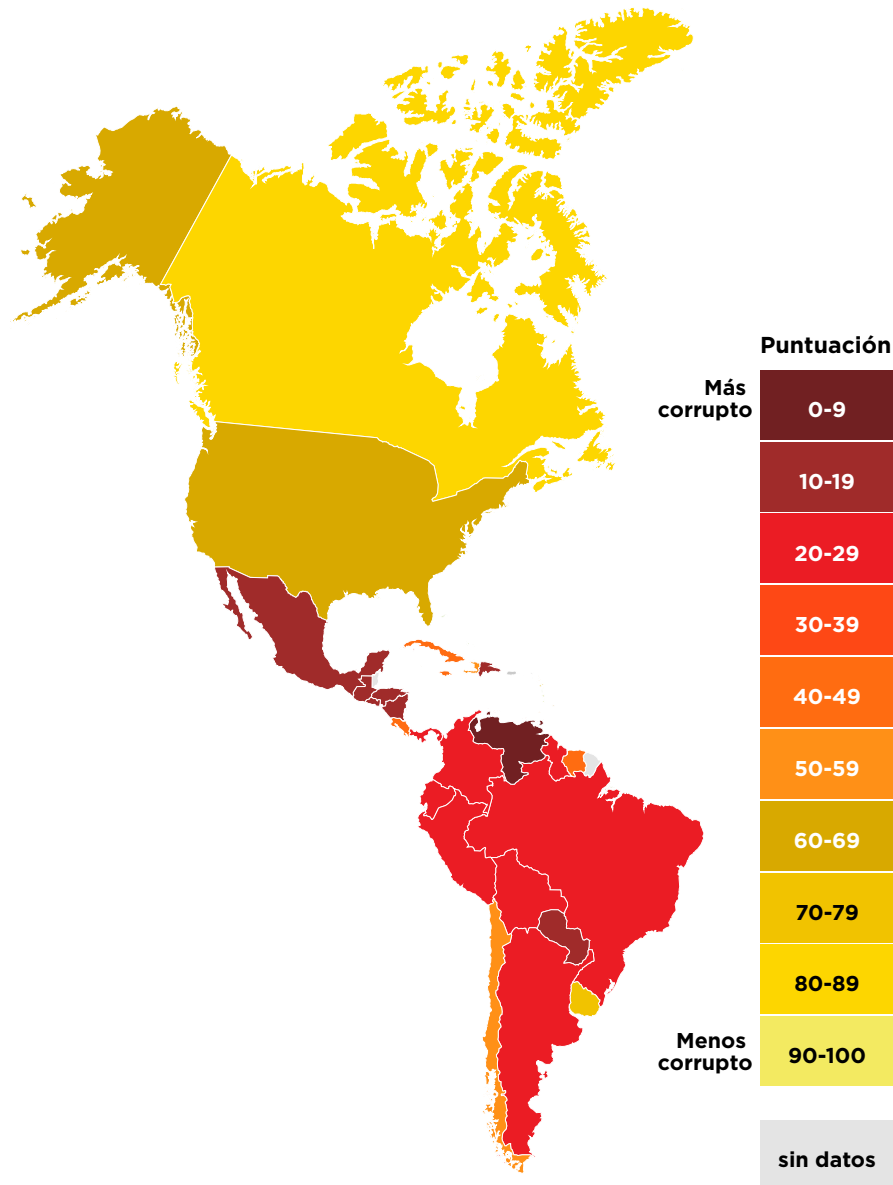 Puntuación
Más
corrupto
0-9
10-19
20-29
30-39
40-49
50-59
60-69
70-79
80-89
Menos
corrupto
90-100
sin datos